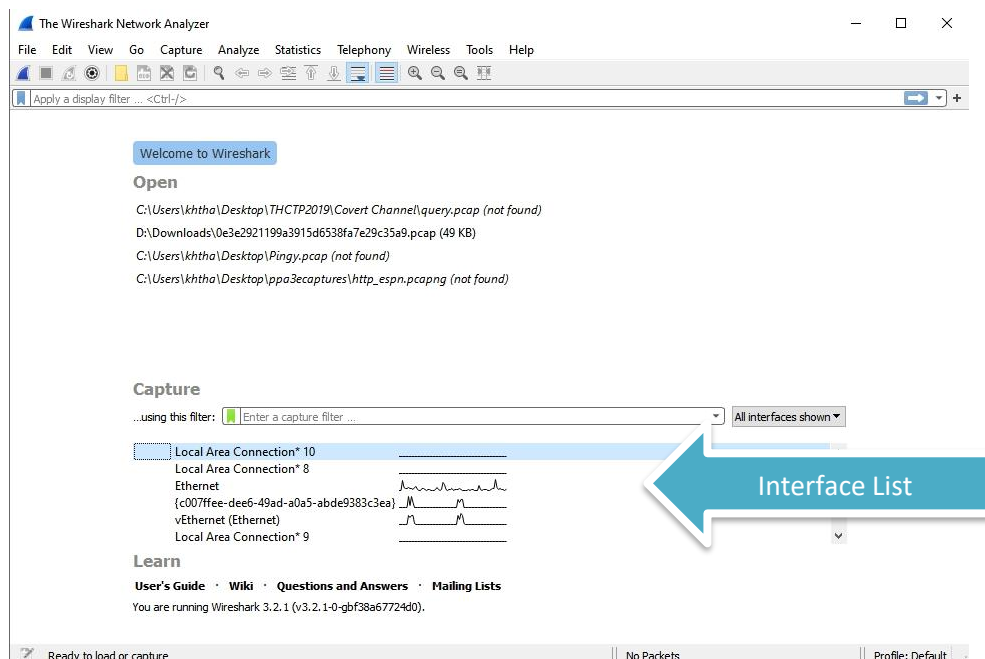 The Wireshark Network Analyzer
File Edit View Go Capture Analyze Statistics Telephony Wireless Tools Help
Apply a display filter ... <Ctrl-/>
Welcome to Wireshark
Open
C:\Users\khtha\Desktop\THCTP2019\Covert Channel\query.pcap (not found)
D:\Downloads\0e3e2921199a3915d6538fa7e29c35a9.pcap (49 KB)
C:\Users\khtha\Desktop\Pingy.pcap (not found)
C:\Users\khtha\Desktop\ppa3ecaptures\http_espn.pcapng (not found)
Capture
...using this filter: Enter a capture filter ... All interfaces shown
Local Area Connection* 10
Local Area Connection* 8
Ethernet
{c007ffee-dee6-49ad-a0a5-abde9383c3ea}
vEthernet (Ethernet)
Local Area Connection* 9
Interface List
Learn
User's Guide · Wiki · Questions and Answers · Mailing Lists
You are running Wireshark 3.2.1 (v3.2.1-0-gbf38a67724d0).
Ready to load or capture No Packets Profile: Default